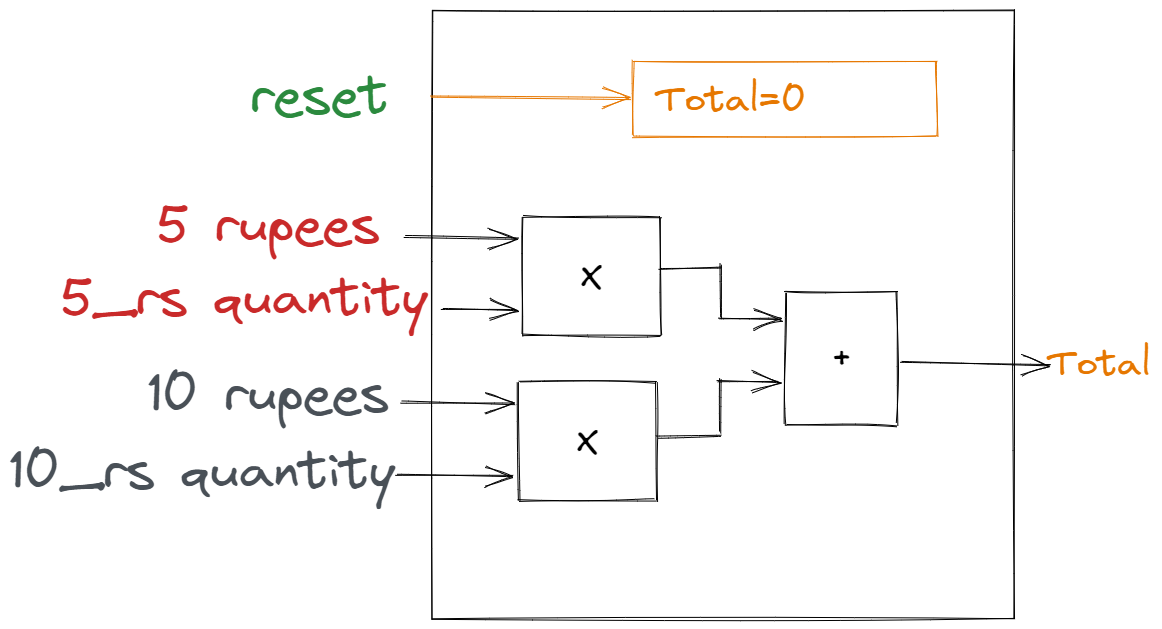 reset
Total=0
5 rupees
5_rs quantity
X
10 rupees
10_rs quantity
X
+
Total